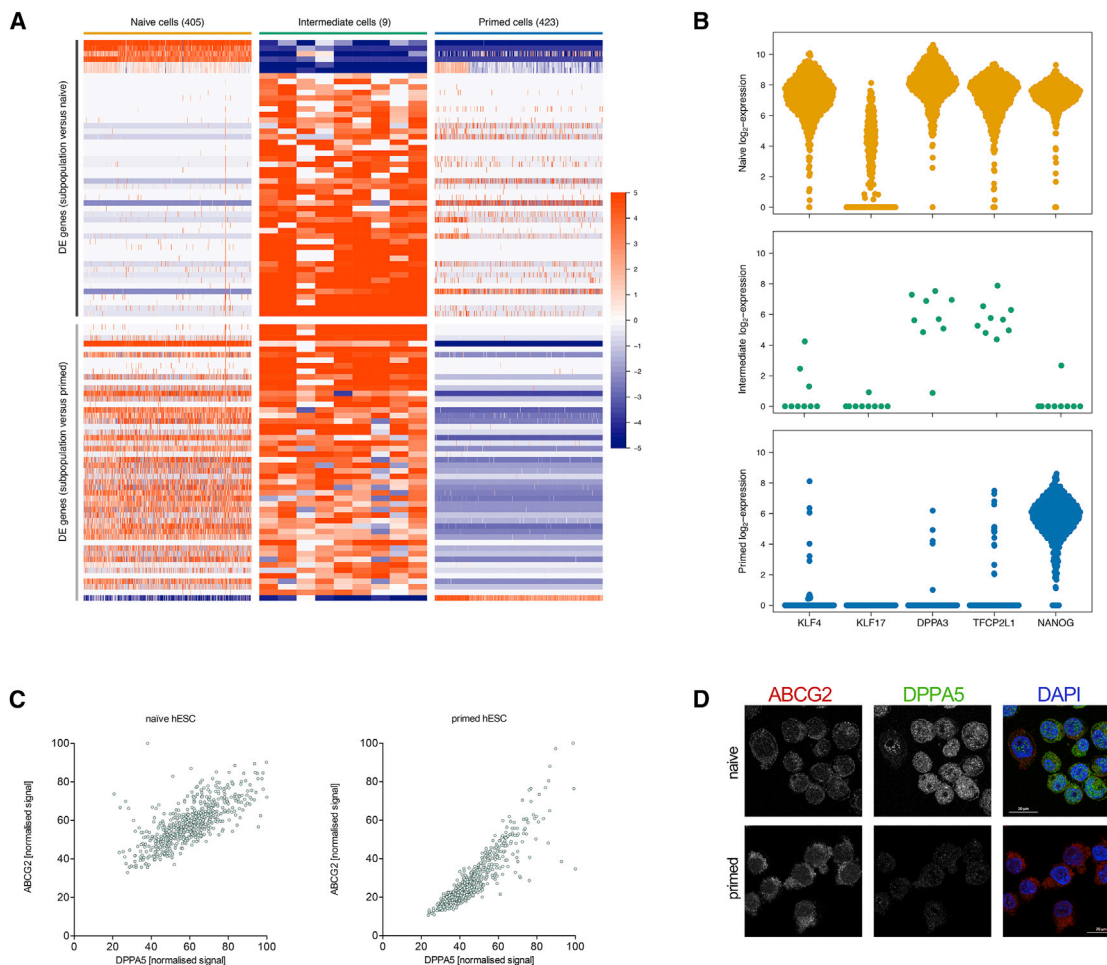 A
Naive cells (405)
Intermediate cells (9)
Primed cells (423)
DE genes (subpopulation versus naive)
DE genes (subpopulation versus primed)
5
4
3
2
1
0
−1
−2
−3
−4
−5
B
Naive log2−expression
10
8
6
4
2
0
Intermediate log2−expression
10
8
6
4
2
0
Primed log2−expression
10
8
6
4
2
0
KLF4
KLF17
DPPA3
TFCP2L1
NANOG
C
naïve hESC
ABCG2 [normalised signal]
100
80
60
40
20
0
0
20
40
60
80
100
DPPA5 [normalised signal]
primed hESC
ABCG2 [normalised signal]
100
80
60
40
20
0
0
20
40
60
80
100
DPPA5 [normalised signal]
D
ABCG2
DPPA5
DAPI
naive
20 µm
primed
20 µm